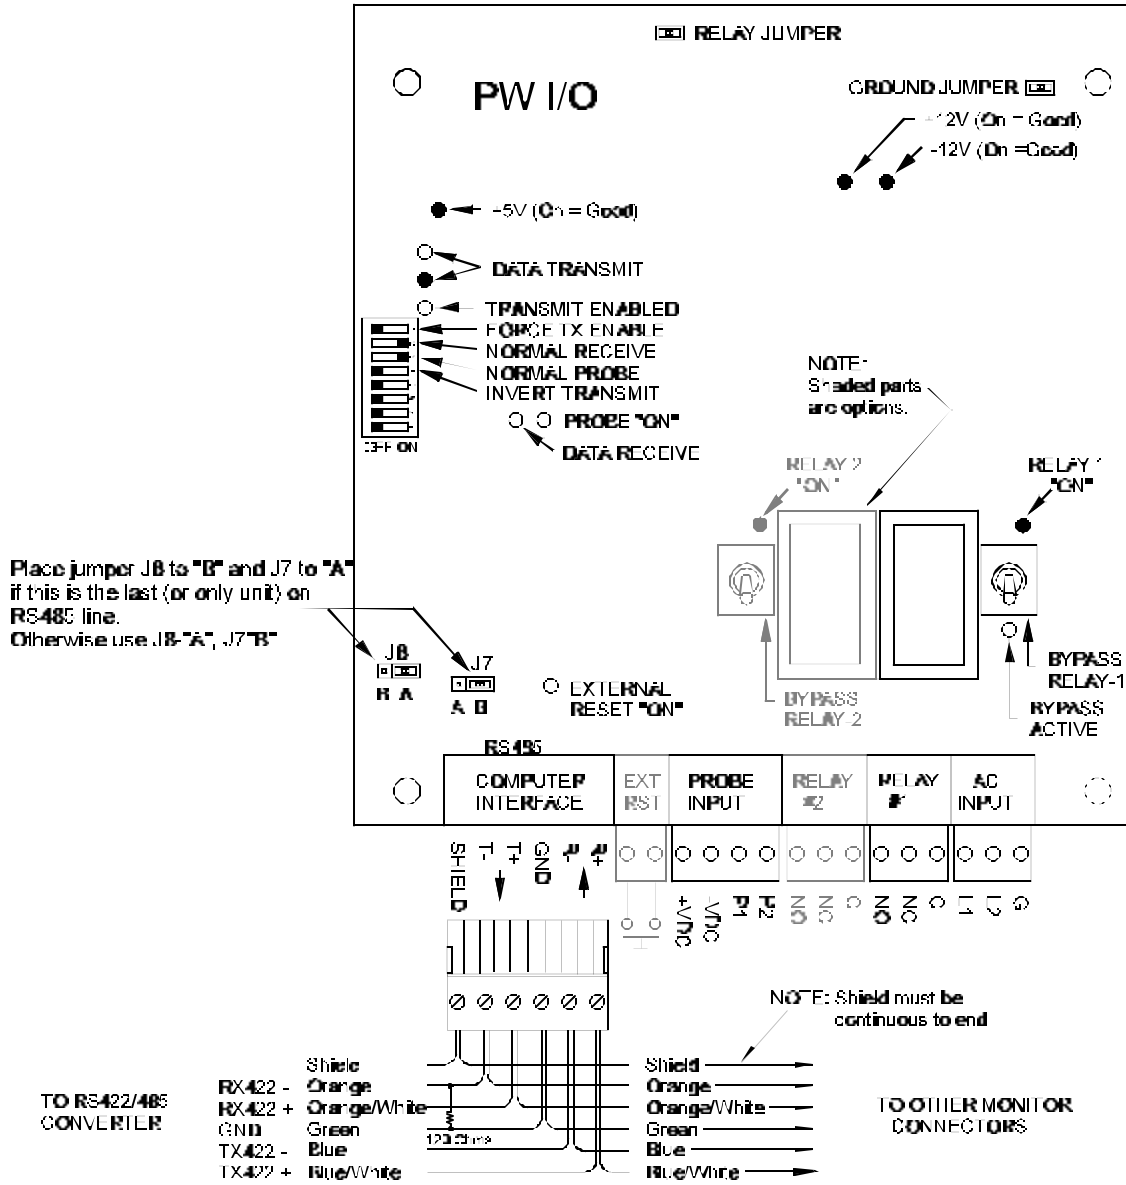 RELAY JUMPER
PW I/O
GROUND JUMPER
+12V (On = Good)
-12V (On =Good)
+5V (On = Good)
DATA TRANSMIT
TRANSMIT ENABLED
FORCE TX ENABLE
NORMAL RECEIVE
NORMAL PROBE
INVERT TRANSMIT
PROBE "ON"
DATA RECEIVE
OFF ON
NOTE:
Shaded parts
are options.
RELAY 2
"ON"
RELAY 1
"ON"
Place jumper J8 to "B" and J7 to "A"
if this is the last (or only unit) on
RS485 line.
Otherwise use J8-"A", J7"B"
J8
B A
J7
A B
EXTERNAL
RESET "ON"
BYPASS
RELAY-2
BYPASS
RELAY-1
BYPASS
ACTIVE
RS485
COMPUTER
INTERFACE
EXT
RST
PROBE
INPUT
RELAY
#2
RELAY
#1
AC
INPUT
SHIELD
T-
T+
GND
R-
R+
+VDC
-VDC
P1
P2
NO
NC
C
NO
NC
C
L1
L2
G
NOTE: Shield must be
continuous to end
TO RS422/485
CONVERTER
Shield
RX422 - Orange
RX422 + Orange/White
GND Green
TX422 - Blue
TX422 + Blue/White
120 Ohms
Shield
Orange
Orange/White
Green
Blue
Blue/White
TO OTHER MONITOR
CONNECTORS